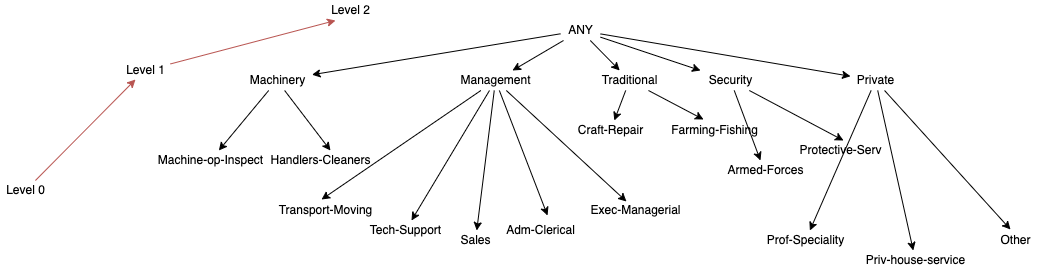 Level 2
ANY
Level 1
Machinery
Management
Traditional
Security
Private
Craft-Repair
Farming-Fishing
Protective-Serv
Machine-op-Inspect
Handlers-Cleaners
Armed-Forces
Level 0
Transport-Moving
Exec-Managerial
Tech-Support
Adm-Clerical
Sales
Prof-Speciality
Other
Priv-house-service